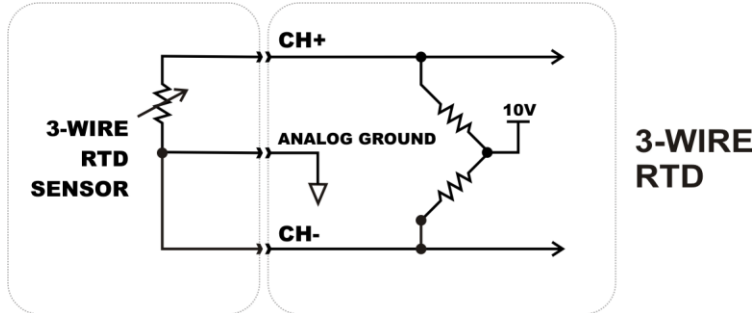 CH+
10V
3-WIRE
RTD
SENSOR
ANALOG GROUND
CH-
3-WIRE
RTD